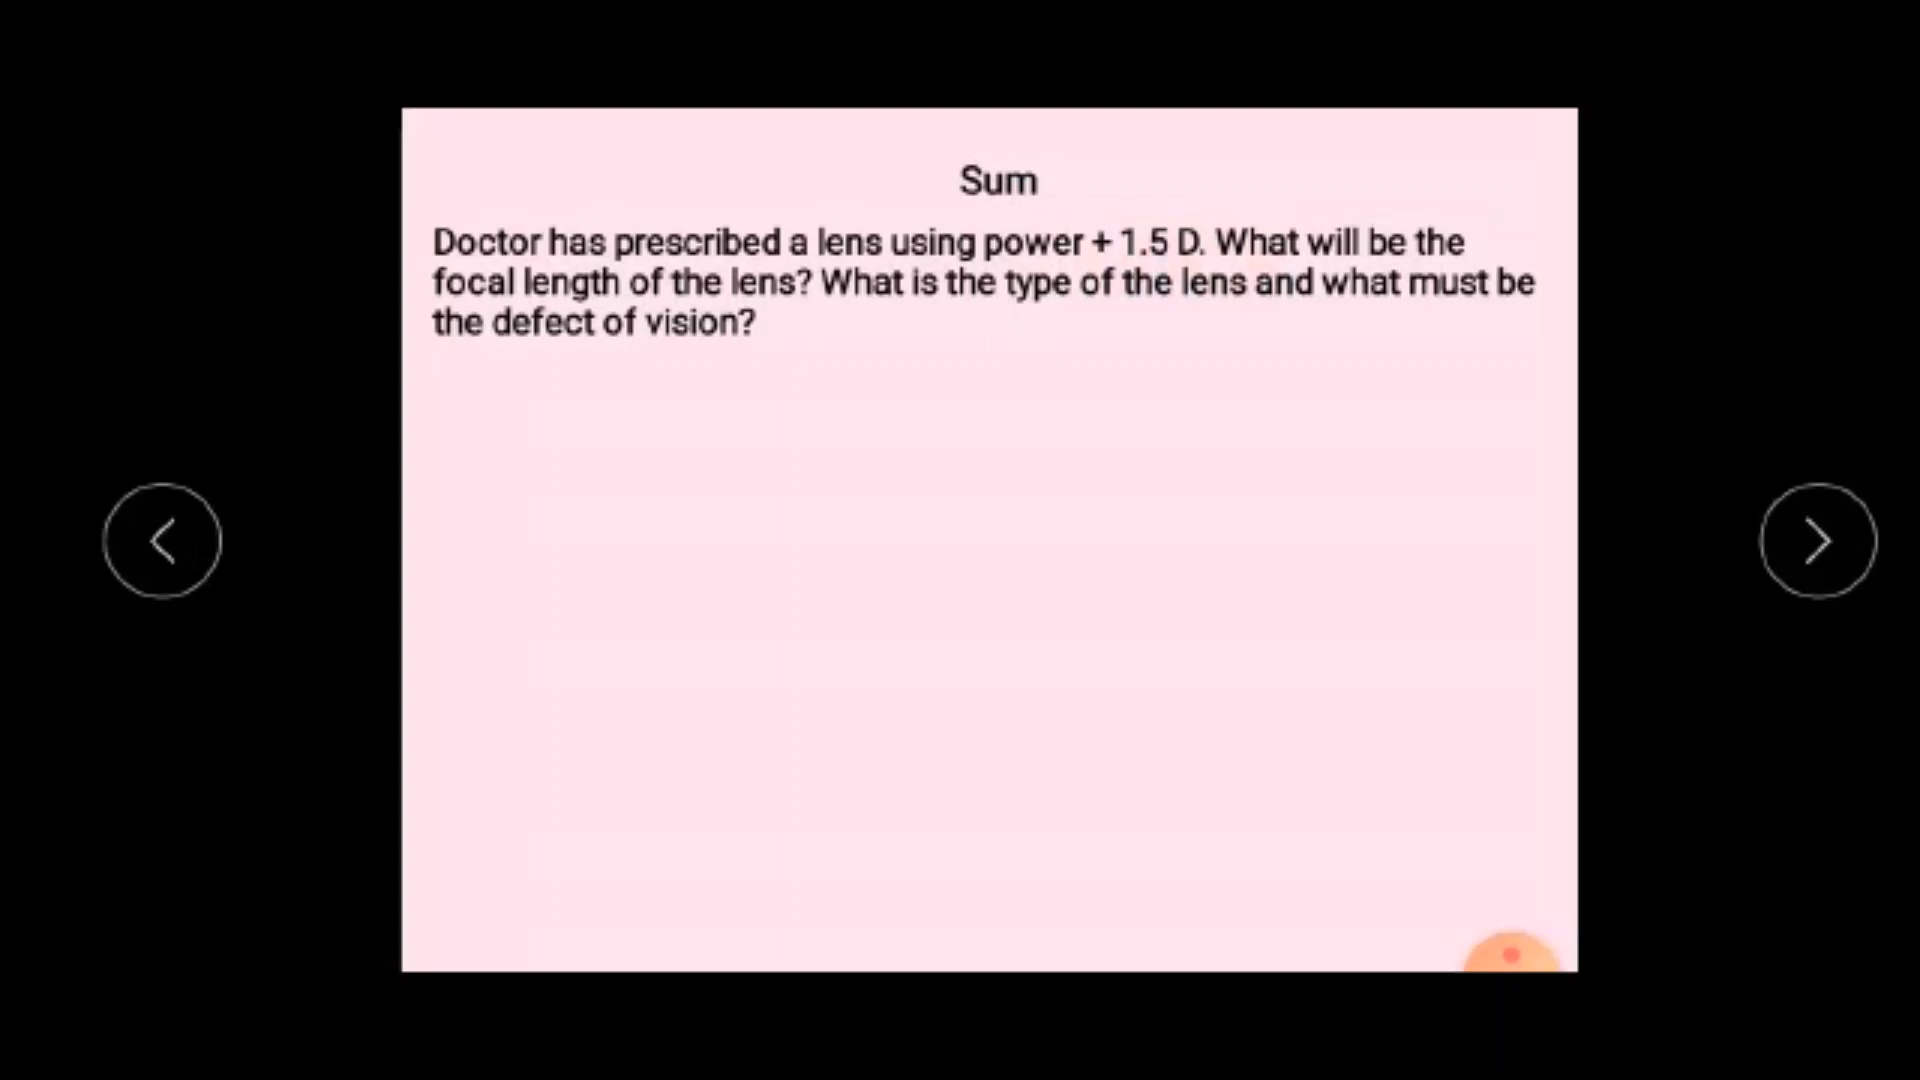 Sum
Doctor has prescribed a lens using power + 1.5 D. What will be the
focal length of the lens? What is the type of the lens and what must be
the defect of vision?